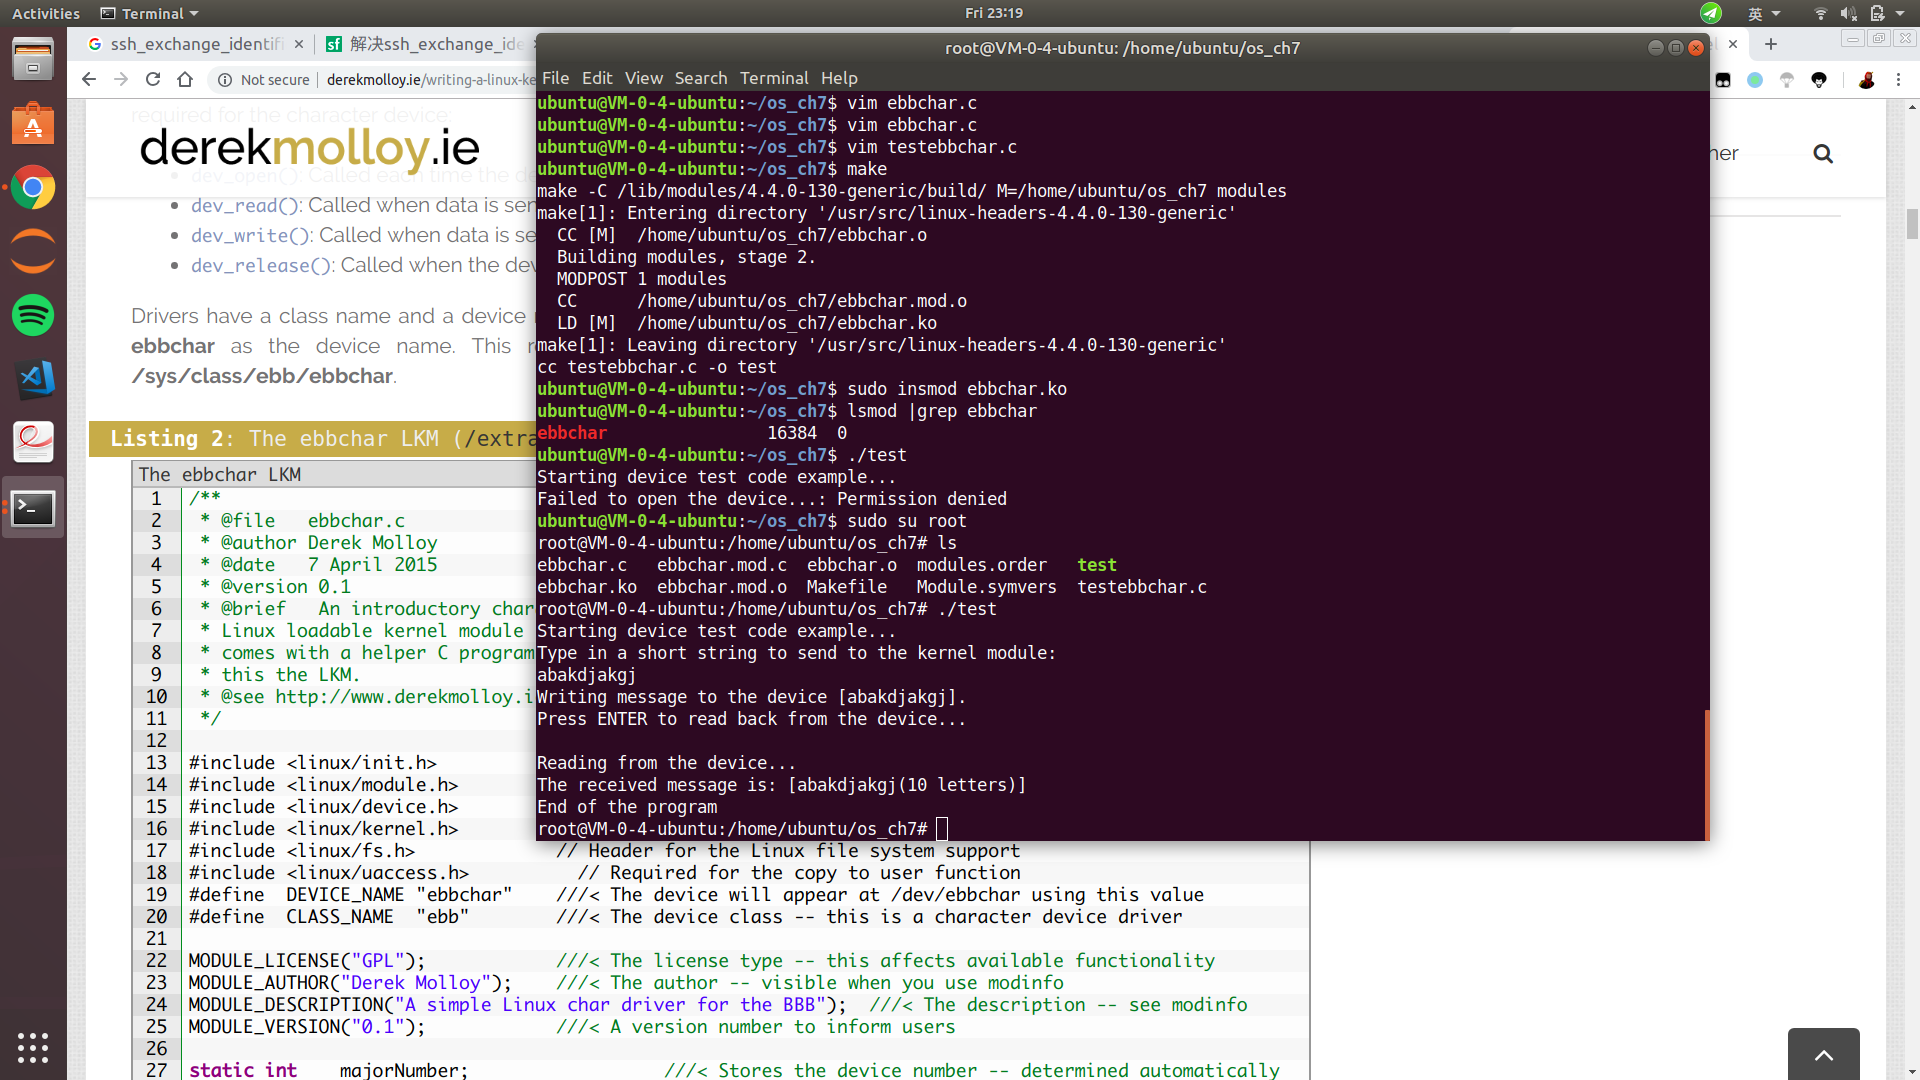 Activities
Terminal
Fri 23:19
英
ssh_exchange_identifi
解决ssh_exchange_ide
Not secure
derekmolloy.ie/writing-a-linux-ke
required for the character device.
derekmolloy.ie
dev_open(): Called each time the de
dev_read(): Called when data is sen
dev_write(): Called when data is se
dev_release(): Called when the dev
Drivers have a class name and a device
ebbchar as the device name. This
/sys/class/ebb/ebbchar.
Listing 2: The ebbchar LKM (/extra
The ebbchar LKM
1 /**
2 * @file ebbchar.c
3 * @author Derek Molloy
4 * @date 7 April 2015
5 * @version 0.1
6 * @brief An introductory char
7 * Linux loadable kernel module
8 * comes with a helper C program
9 * this the LKM.
10 * @see http://www.derekmolloy.i
11 */
12
13 #include <linux/init.h>
14 #include <linux/module.h>
15 #include <linux/device.h>
16 #include <linux/kernel.h>
17 #include <linux/fs.h> // Header for the Linux file system support
18 #include <linux/uaccess.h> // Required for the copy to user function
19 #define DEVICE_NAME "ebbchar" ///< The device will appear at /dev/ebbchar using this value
20 #define CLASS_NAME "ebb" ///< The device class -- this is a character device driver
21
22 MODULE_LICENSE("GPL"); ///< The license type -- this affects available functionality
23 MODULE_AUTHOR("Derek Molloy"); ///< The author -- visible when you use modinfo
24 MODULE_DESCRIPTION("A simple Linux char driver for the BBB"); ///< The description -- see modinfo
25 MODULE_VERSION("0.1"); ///< A version number to inform users
26
27 static int majorNumber; ///< Stores the device number -- determined automatically
root@VM-0-4-ubuntu: /home/ubuntu/os_ch7
File Edit View Search Terminal Help
ubuntu@VM-0-4-ubuntu:~/os_ch7$ vim ebbchar.c
ubuntu@VM-0-4-ubuntu:~/os_ch7$ vim ebbchar.c
ubuntu@VM-0-4-ubuntu:~/os_ch7$ vim testebbchar.c
ubuntu@VM-0-4-ubuntu:~/os_ch7$ make
make -C /lib/modules/4.4.0-130-generic/build/ M=/home/ubuntu/os_ch7 modules
make[1]: Entering directory '/usr/src/linux-headers-4.4.0-130-generic'
CC [M] /home/ubuntu/os_ch7/ebbchar.o
Building modules, stage 2.
MODPOST 1 modules
CC /home/ubuntu/os_ch7/ebbchar.mod.o
LD [M] /home/ubuntu/os_ch7/ebbchar.ko
make[1]: Leaving directory '/usr/src/linux-headers-4.4.0-130-generic'
cc testebbchar.c -o test
ubuntu@VM-0-4-ubuntu:~/os_ch7$ sudo insmod ebbchar.ko
ubuntu@VM-0-4-ubuntu:~/os_ch7$ lsmod |grep ebbchar
ebbchar 16384 0
ubuntu@VM-0-4-ubuntu:~/os_ch7$ ./test
Starting device test code example...
Failed to open the device...: Permission denied
ubuntu@VM-0-4-ubuntu:~/os_ch7$ sudo su root
root@VM-0-4-ubuntu:/home/ubuntu/os_ch7# ls
ebbchar.c ebbchar.mod.c ebbchar.o modules.order test
ebbchar.ko ebbchar.mod.o Makefile Module.symvers testebbchar.c
root@VM-0-4-ubuntu:/home/ubuntu/os_ch7# ./test
Starting device test code example...
Type in a short string to send to the kernel module:
abakdjakgj
Writing message to the device [abakdjakgj].
Press ENTER to read back from the device...
Reading from the device...
The received message is: [abakdjakgj(10 letters)]
End of the program
root@VM-0-4-ubuntu:/home/ubuntu/os_ch7#